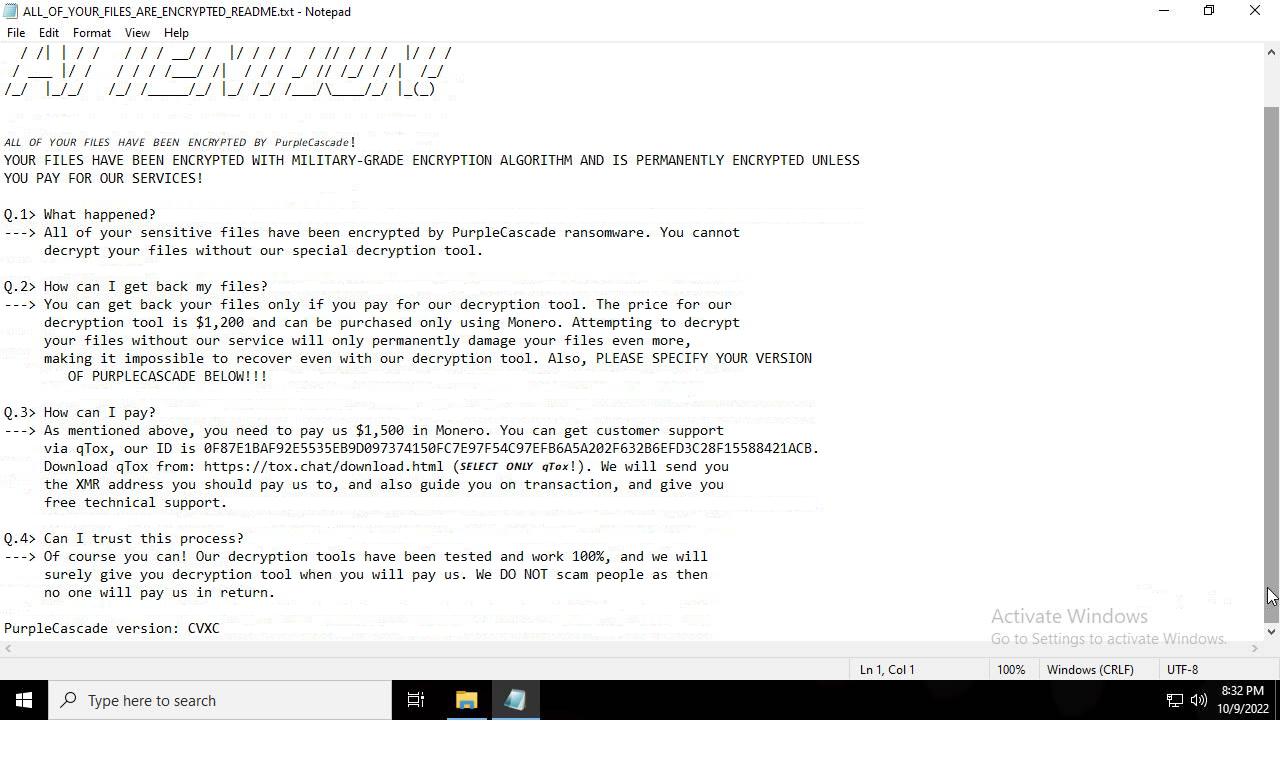 ALL_OF_YOUR_FILES_ARE_ENCRYPTED_README.txt - Notepad
File Edit Format View Help
ALL OF YOUR FILES HAVE BEEN ENCRYPTED BY PurpleCascade!
YOUR FILES HAVE BEEN ENCRYPTED WITH MILITARY-GRADE ENCRYPTION ALGORITHM AND IS PERMANENTLY ENCRYPTED UNLESS
YOU PAY FOR OUR SERVICES!
Q.1> What happened?
---> All of your sensitive files have been encrypted by PurpleCascade ransomware. You cannot
decrypt your files without our special decryption tool.
Q.2> How can I get back my files?
---> You can get back your files only if you pay for our decryption tool. The price for our
decryption tool is $1,200 and can be purchased only using Monero. Attempting to decrypt
your files without our service will only permanently damage your files even more,
making it impossible to recover even with our decryption tool. Also, PLEASE SPECIFY YOUR VERSION
OF PURPLECASCADE BELOW!!!
Q.3> How can I pay?
---> As mentioned above, you need to pay us $1,500 in Monero. You can get customer support
via qTox, our ID is 0F87E1BAF92E5535EB9D097374150FC7E97F54C97EFB6A5A202F632B6EFD3C28F15588421ACB.
Download qTox from: https://tox.chat/download.html (SELECT ONLY qTox!). We will send you
the XMR address you should pay us to, and also guide you on transaction, and give you
free technical support.
Q.4> Can I trust this process?
---> Of course you can! Our decryption tools have been tested and work 100%, and we will
surely give you decryption tool when you will pay us. We DO NOT scam people as then
no one will pay us in return.
PurpleCascade version: CVXC
Activate Windows
Go to Settings to activate Windows.
Ln 1, Col 1 100% Windows (CRLF) UTF-8
Type here to search
8:32 PM
10/9/2022